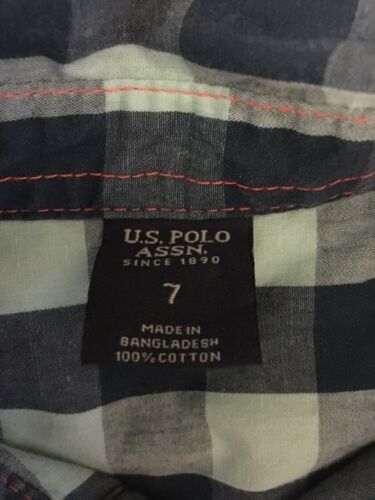 U.S. POLO
ASSN.
SINCE 1890
7
MADE IN
BANGLADESH
100% COTTON